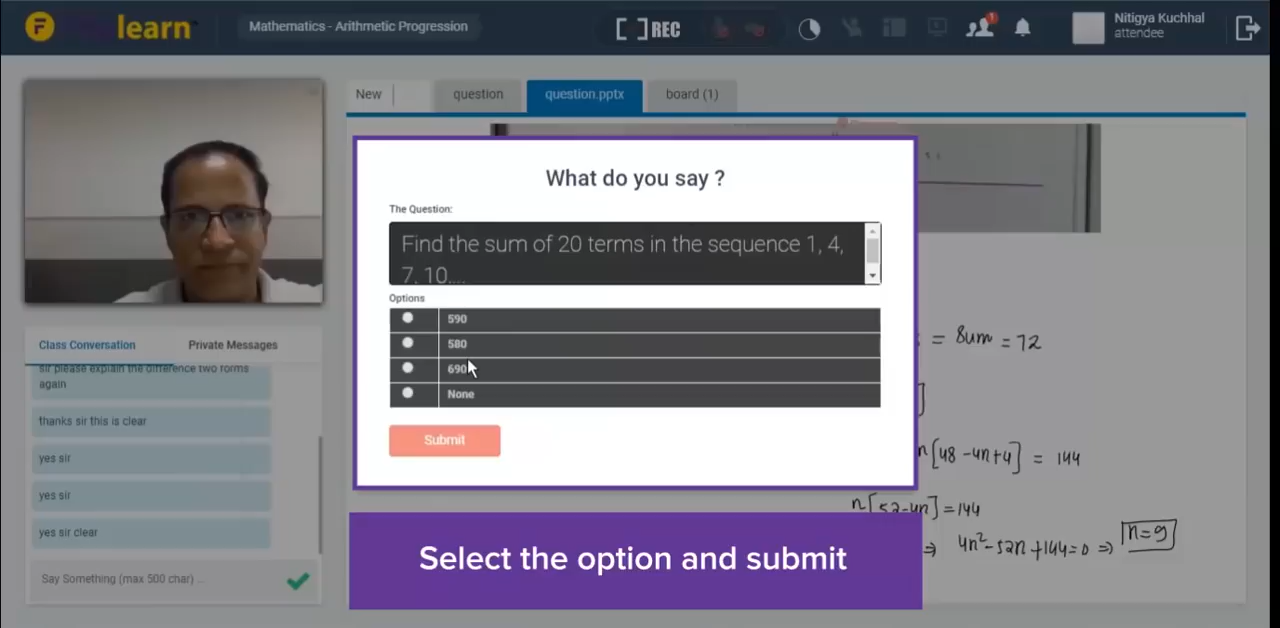 F learn
Mathematics - Arithmetic Progression
[ ] REC
1
Nitigya Kuchhal
attendee
New
question
question.pptx
board (1)
What do you say ?
The Question:
Find the sum of 20 terms in the sequence 1, 4,
7, 10....
Options
590
580
690
None
Submit
Select the option and submit
Class Conversation
Private Messages
sir please explain the difference two forms
again
thanks sir this is clear
yes sir
yes sir
yes sir clear
Say Something (max 500 char) ...
= Sum = 72
n[48-4n+4] = 144
n[52-4n] = 144
⇒ 4n²-52n+144=0 ⇒ n=9